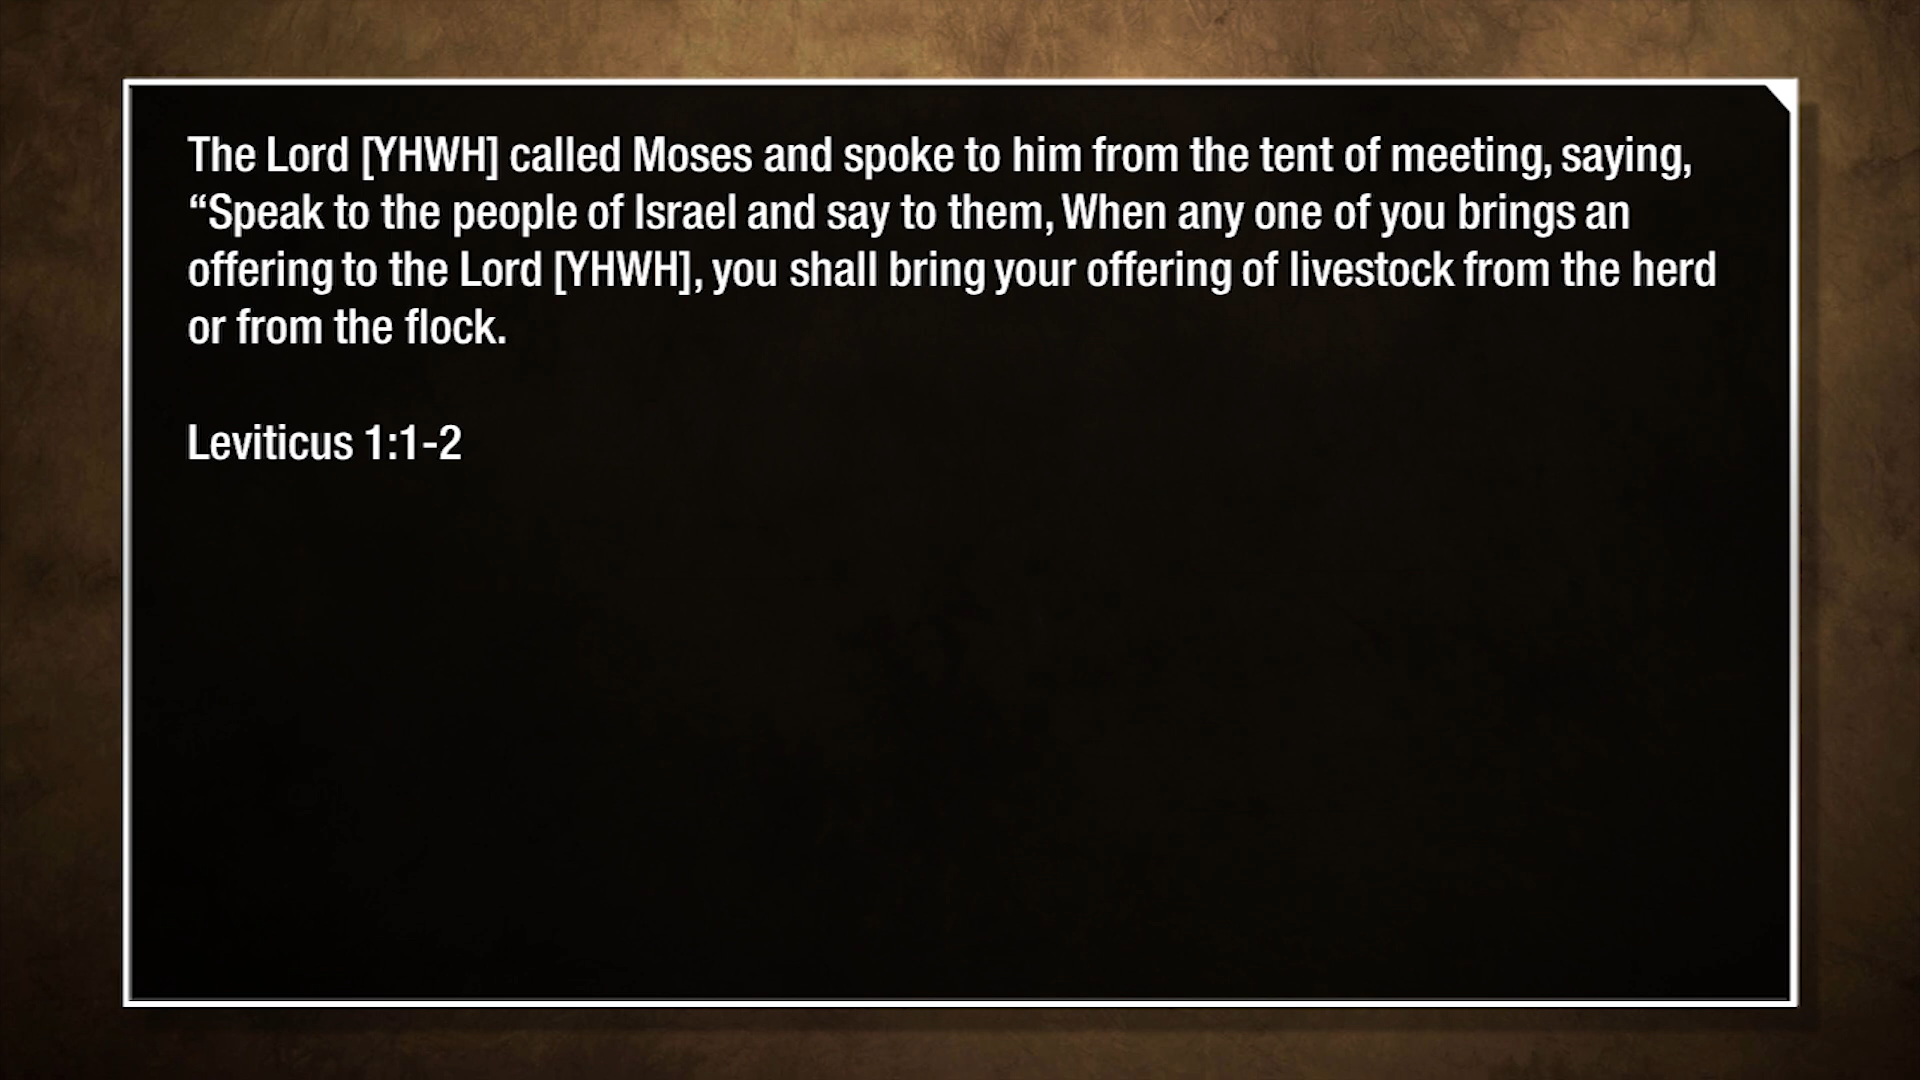 The Lord [YHWH] called Moses and spoke to him from the tent of meeting, saying,
“Speak to the people of Israel and say to them, When any one of you brings an
offering to the Lord [YHWH], you shall bring your offering of livestock from the herd
or from the flock.
Leviticus 1:1-2